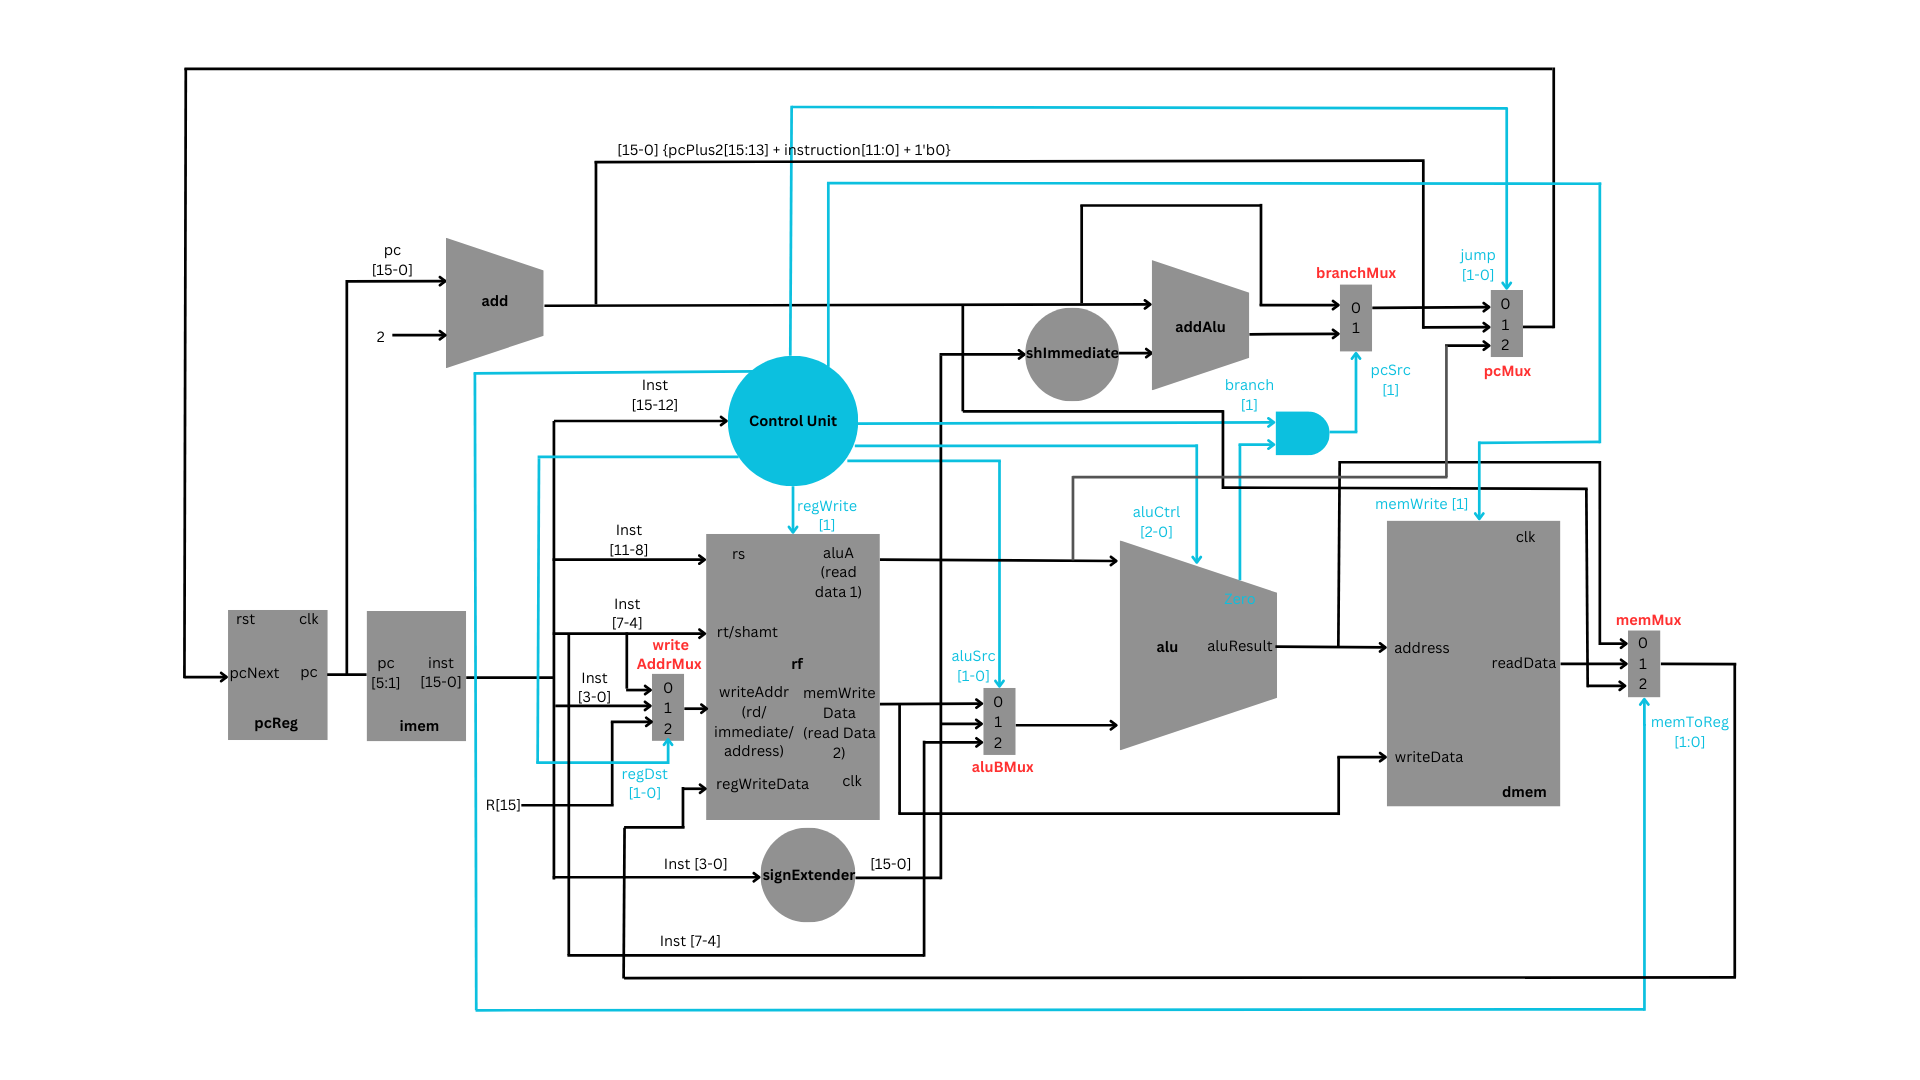 [15-0] {pcPlus2[15:13] + instruction[11:0] + 1'b0}
pc
[15-0]
2
add
shImmediate
addAlu
branchMux
0
1
jump
[1-0]
0
1
2
pcMux
pcSrc
[1]
branch
[1]
Inst
[15-12]
Control Unit
regWrite
[1]
aluCtrl
[2-0]
memWrite [1]
Inst
[11-8]
rs
aluA
(read
data 1)
Inst
[7-4]
rt/shamt
write
AddrMux
0
1
2
Inst
[3-0]
rf
writeAddr
(rd/
immediate/
address)
memWrite
Data
(read Data
2)
regWriteData
clk
regDst
[1-0]
R[15]
rst
clk
pcNext
pc
pcReg
pc
[5:1]
inst
[15-0]
imem
aluSrc
[1-0]
0
1
2
aluBMux
Zero
alu
aluResult
clk
address
readData
writeData
dmem
memMux
0
1
2
memToReg
[1:0]
Inst [3-0]
signExtender
[15-0]
Inst [7-4]